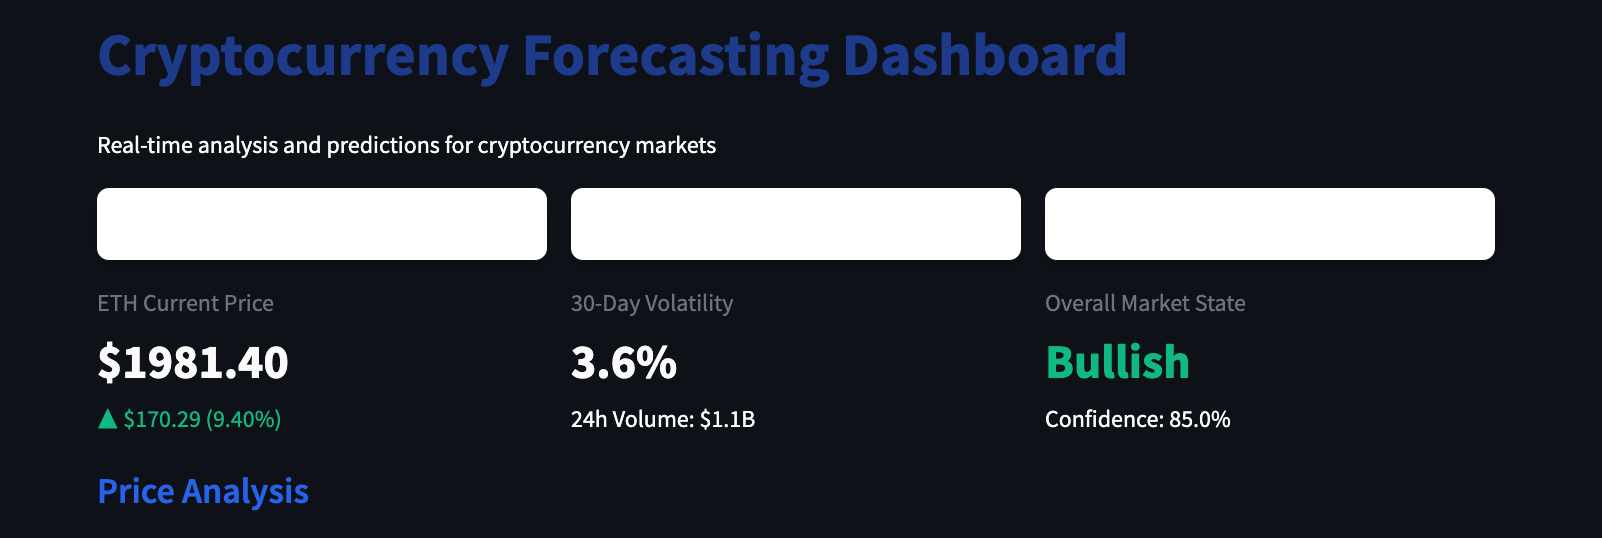 Cryptocurrency Forecasting Dashboard
Real-time analysis and predictions for cryptocurrency markets
ETH Current Price
$1981.40
▲ $170.29 (9.40%)
30-Day Volatility
3.6%
24h Volume: $1.1B
Overall Market State
Bullish
Confidence: 85.0%
Price Analysis